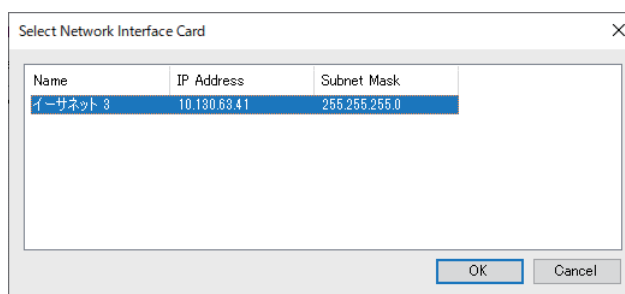 Select Network Interface Card
Name IP Address Subnet Mask
イーサネット 3 10.130.63.41 255.255.255.0
OK Cancel